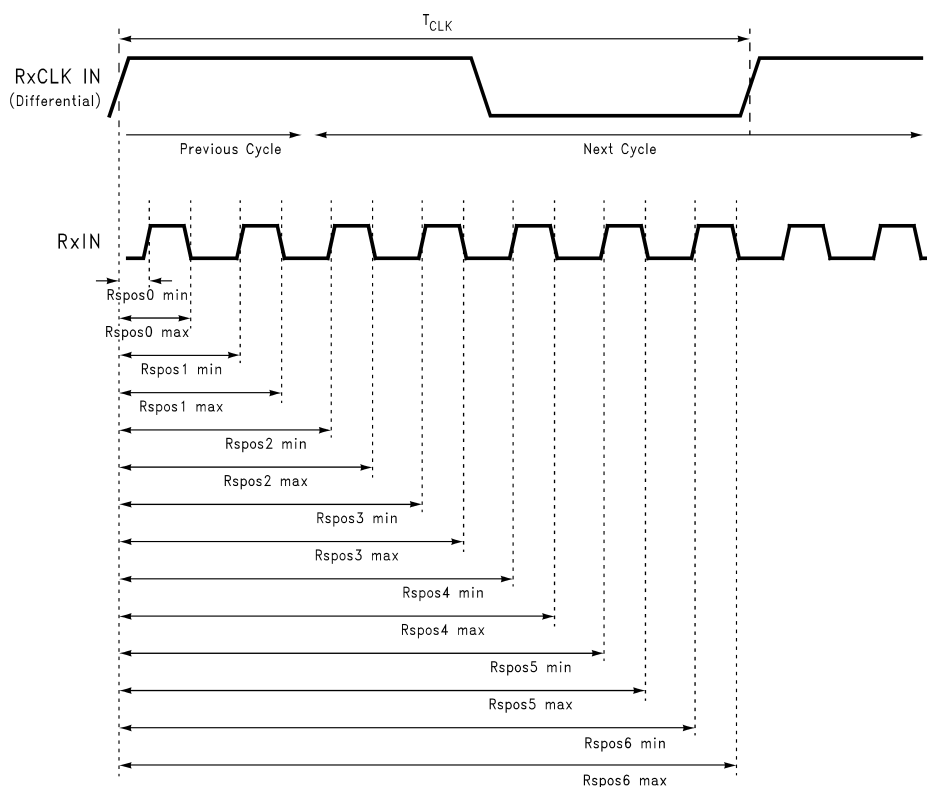 TCLK
RxCLK IN
(Differential)
Previous Cycle
Next Cycle
RxIN
Rspos0 min
Rspos0 max
Rspos1 min
Rspos1 max
Rspos2 min
Rspos2 max
Rspos3 min
Rspos3 max
Rspos4 min
Rspos4 max
Rspos5 min
Rspos5 max
Rspos6 min
Rspos6 max